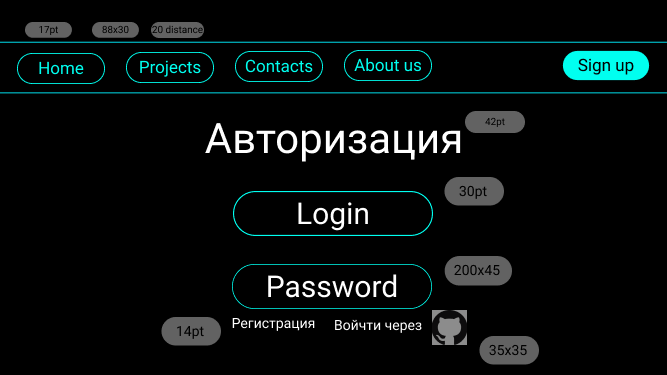 17pt 88x30 20 distance
Home Projects Contacts About us Sign up
42pt
Авторизация
30pt
Login
200x45
Password
14pt Регистрация Войчти через
35x35